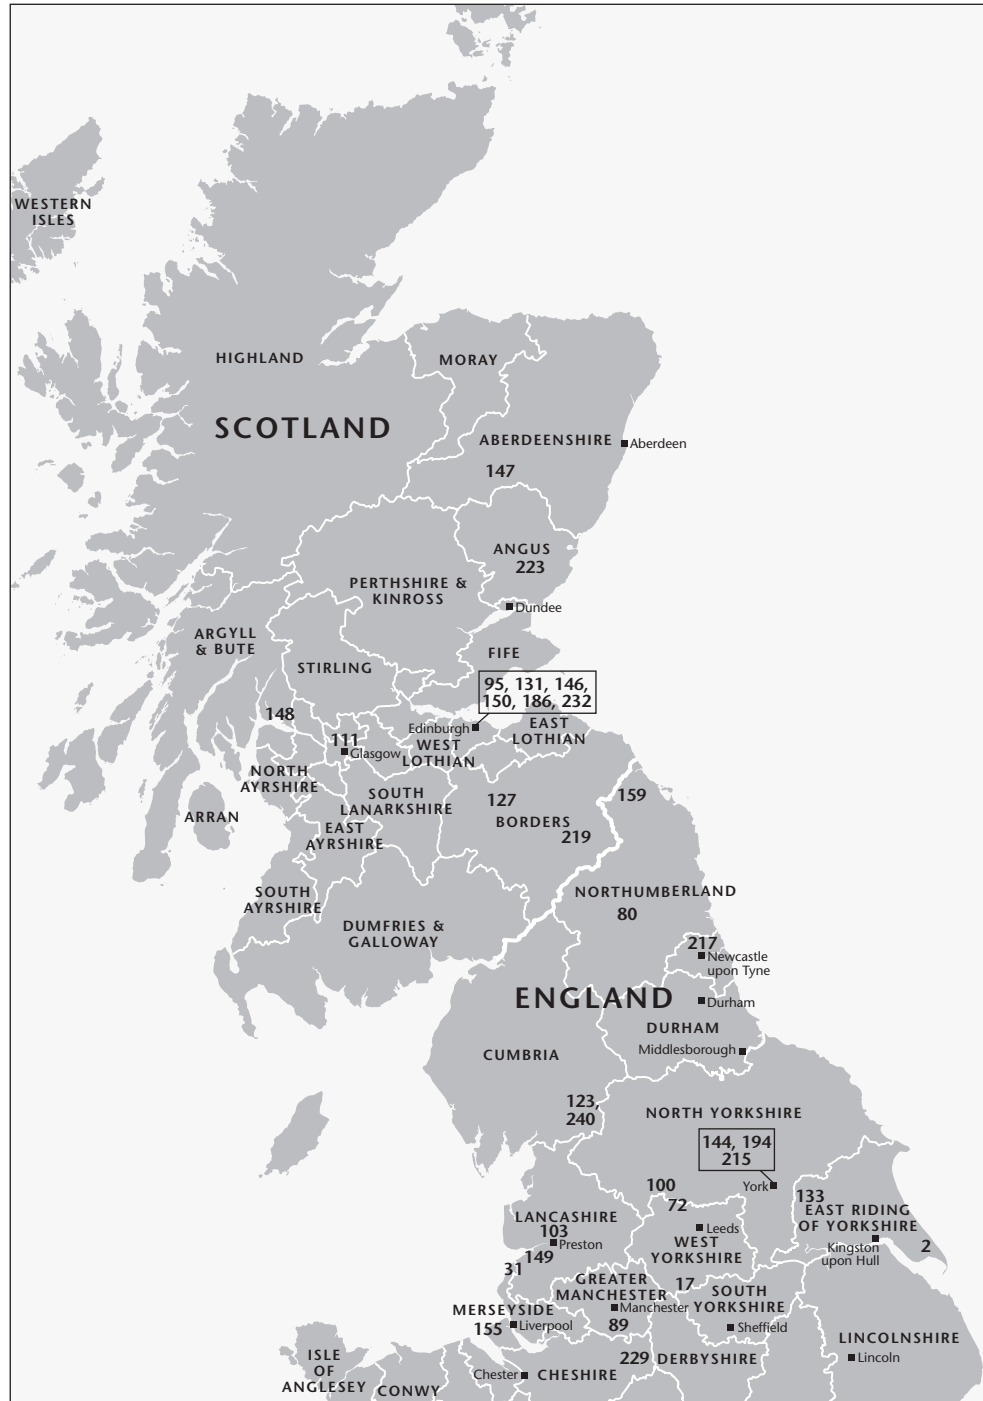 WESTERN
ISLES
HIGHLAND
MORAY
SCOTLAND
ABERDEENSHIRE
Aberdeen
147
ANGUS
223
PERTHSHIRE &
KINROSS
Dundee
ARGYLL
& BUTE
FIFE
STIRLING
95, 131, 146,
150, 186, 232
148
Edinburgh
EAST
LOTHIAN
111
Glasgow
WEST
LOTHIAN
NORTH
AYRSHIRE
SOUTH
LANARKSHIRE
127
159
ARRAN
BORDERS
EAST
AYRSHIRE
219
SOUTH
AYRSHIRE
NORTHUMBERLAND
80
DUMFRIES &
GALLOWAY
217
Newcastle
upon Tyne
ENGLAND
Durham
DURHAM
Middlesborough
CUMBRIA
123,
240
NORTH YORKSHIRE
144, 194
215
York
100
133
72
EAST RIDING
OF YORKSHIRE
LANCASHIRE
103
Preston
Leeds
WEST
YORKSHIRE
Kingston
upon Hull
2
149
31
GREATER
MANCHESTER
17
SOUTH
YORKSHIRE
MERSEYSIDE
155
Liverpool
Manchester
89
Sheffield
LINCOLNSHIRE
Lincoln
ISLE
OF
ANGLESEY
CONWY
Chester
CHESHIRE
229
DERBYSHIRE